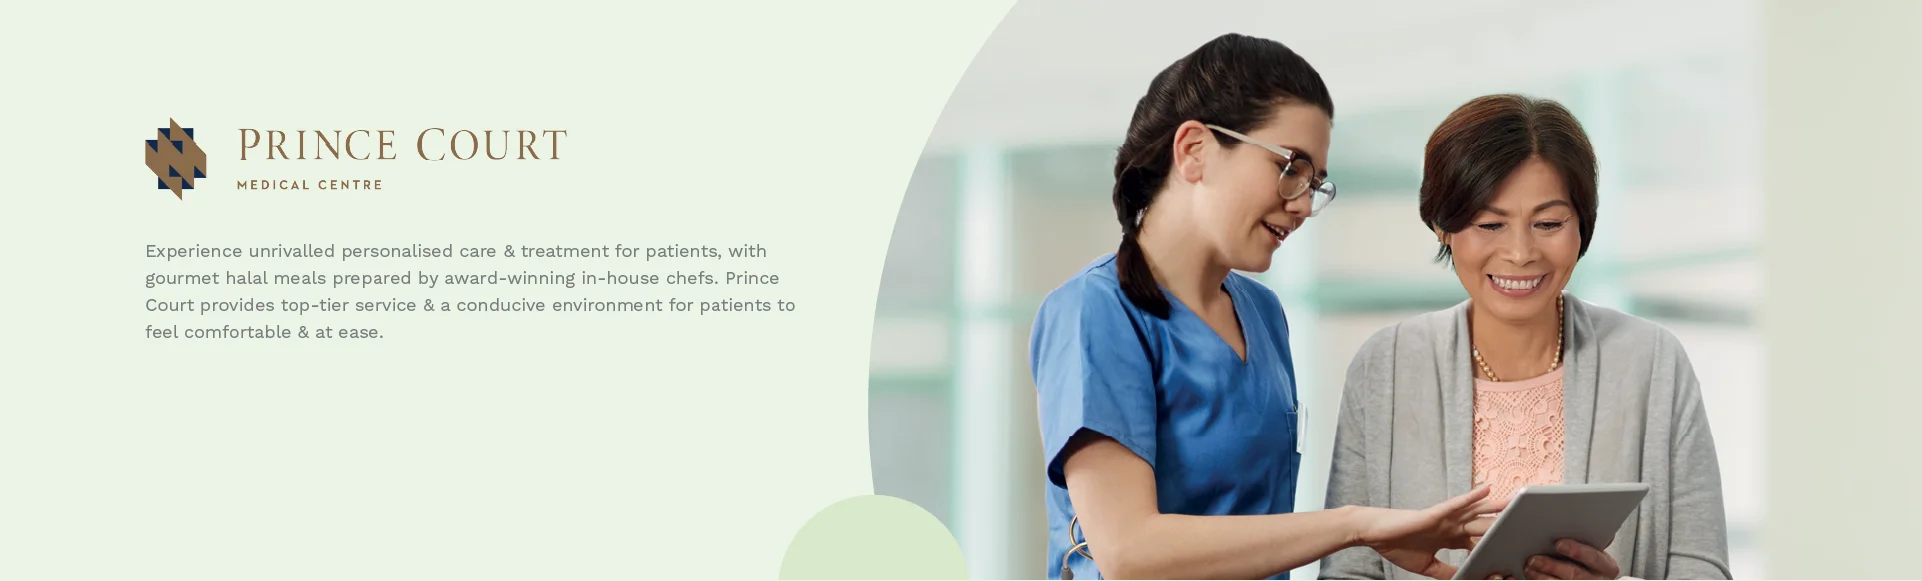 PRINCE COURT
MEDICAL CENTRE
Experience unrivalled personalised care & treatment for patients, with
gourmet halal meals prepared by award-winning in-house chefs. Prince
Court provides top-tier service & a conducive environment for patients to
feel comfortable & at ease.